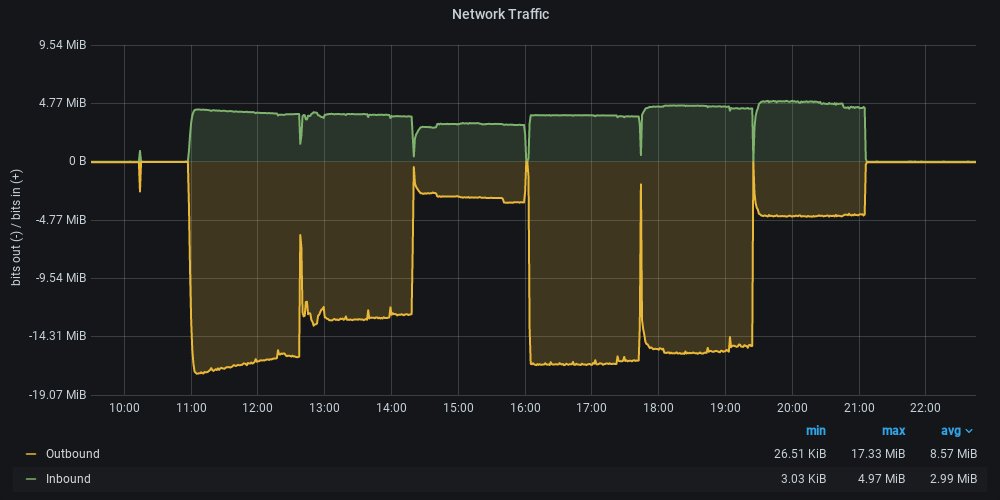 Network Traffic
bits out (-) / bits in (+)
9.54 MiB
4.77 MiB
0 B
-4.77 MiB
-9.54 MiB
-14.31 MiB
-19.07 MiB
10:00 11:00 12:00 13:00 14:00 15:00 16:00 17:00 18:00 19:00 20:00 21:00 22:00
min max avg
Outbound 26.51 KiB 17.33 MiB 8.57 MiB
Inbound 3.03 KiB 4.97 MiB 2.99 MiB